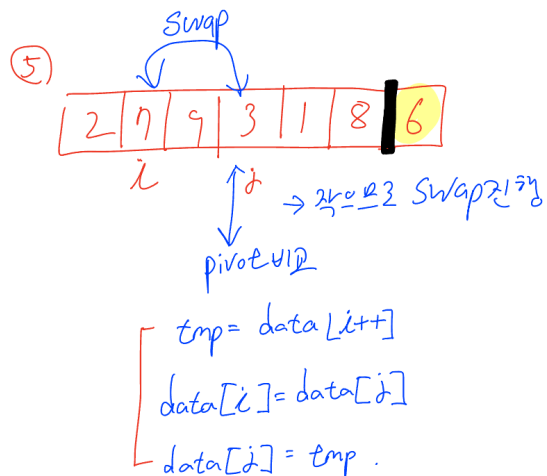 swap
⑤
2 7 9 3 1 8 6
i j
→ 작으므로 swap진행
pivot비교
tmp = data[i++]
data[i] = data[j]
data[j] = tmp.